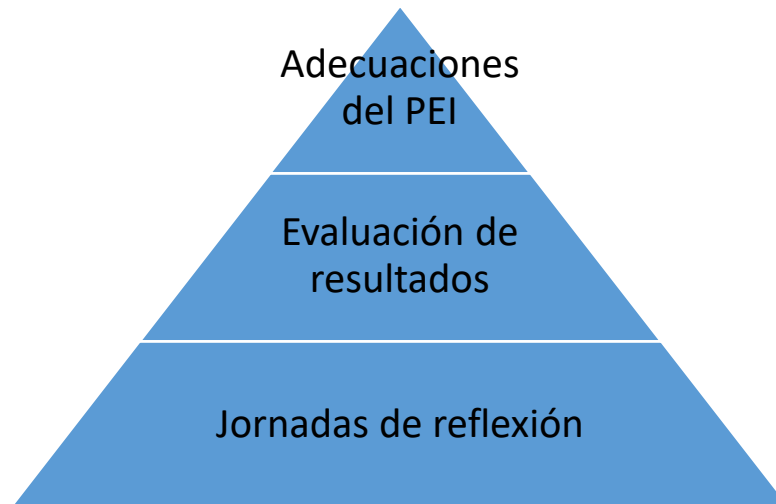 Adecuaciones
del PEI
Evaluación de
resultados
Jornadas de reflexión